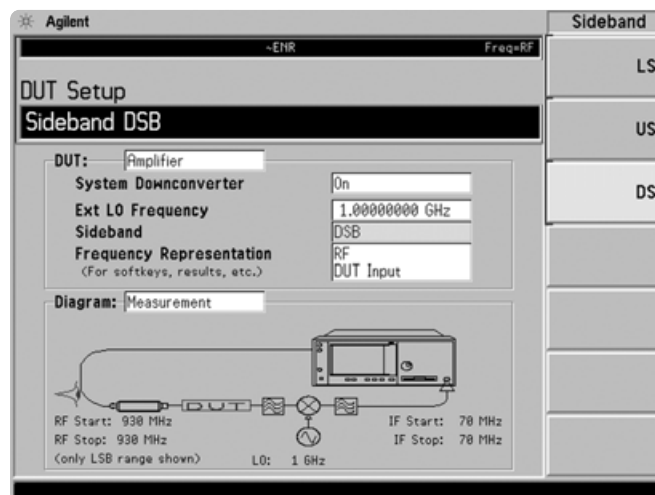 Agilent
Sideband
~ENR Freq=RF
LS
DUT Setup
Sideband DSB
US
DUT: Amplifier
System Downconverter On
DS
Ext LO Frequency 1.00000000 GHz
Sideband DSB
Frequency Representation RF
(For softkeys, results, etc.) DUT Input
Diagram: Measurement
DUT
RF Start: 930 MHz IF Start: 70 MHz
RF Stop: 930 MHz IF Stop: 70 MHz
(only LSB range shown) LO: 1 GHz